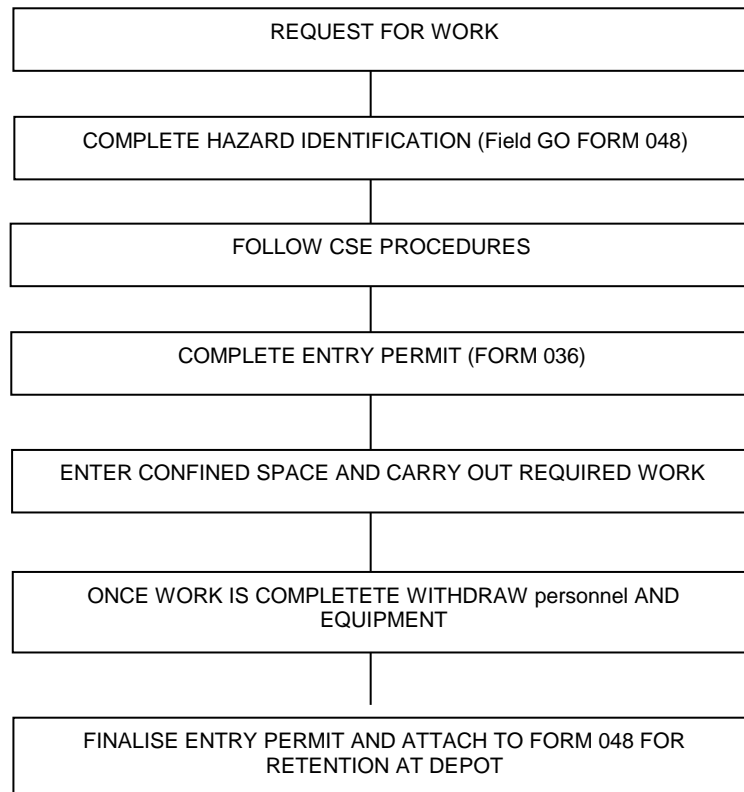 REQUEST FOR WORK
COMPLETE HAZARD IDENTIFICATION (Field GO FORM 048)
FOLLOW CSE PROCEDURES
COMPLETE ENTRY PERMIT (FORM 036)
ENTER CONFINED SPACE AND CARRY OUT REQUIRED WORK
ONCE WORK IS COMPLETETE WITHDRAW personnel AND
EQUIPMENT
FINALISE ENTRY PERMIT AND ATTACH TO FORM 048 FOR
RETENTION AT DEPOT